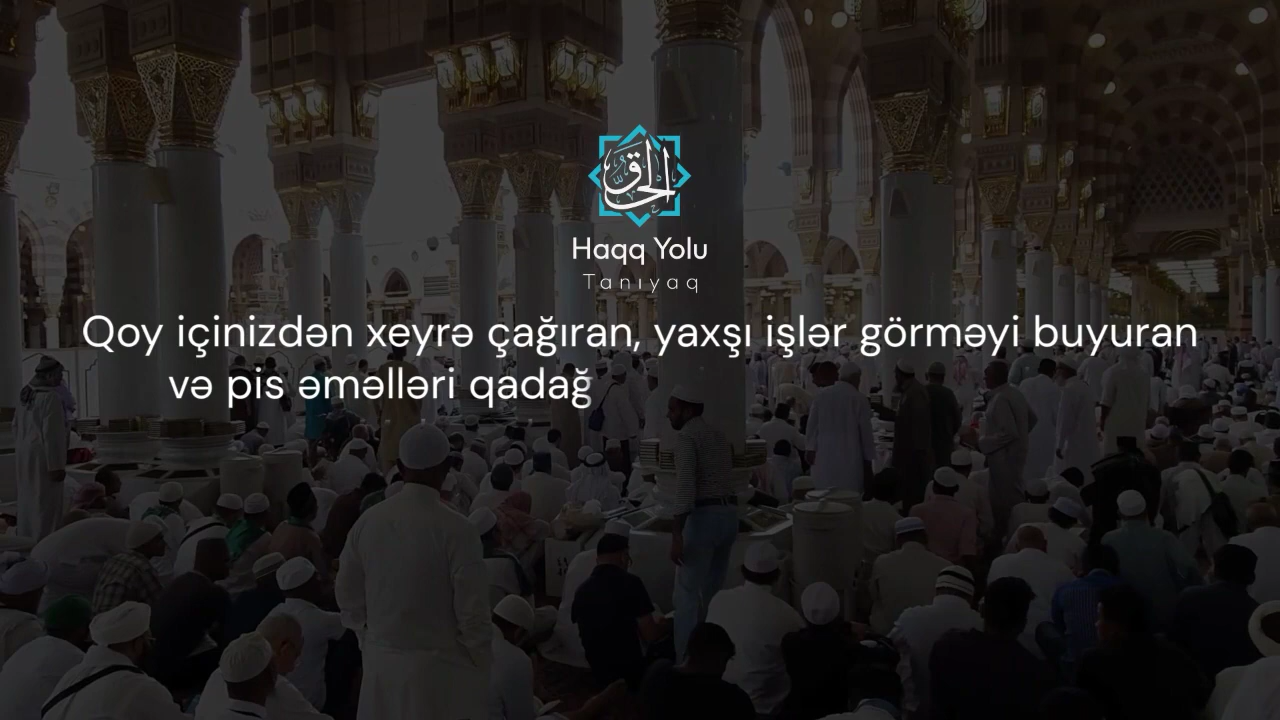 الحق
Haqq Yolu
Tanıyaq
Qoy içinizdən xeyrə çağıran, yaxşı işlər görməyi buyuran
və pis əməlləri qadağ